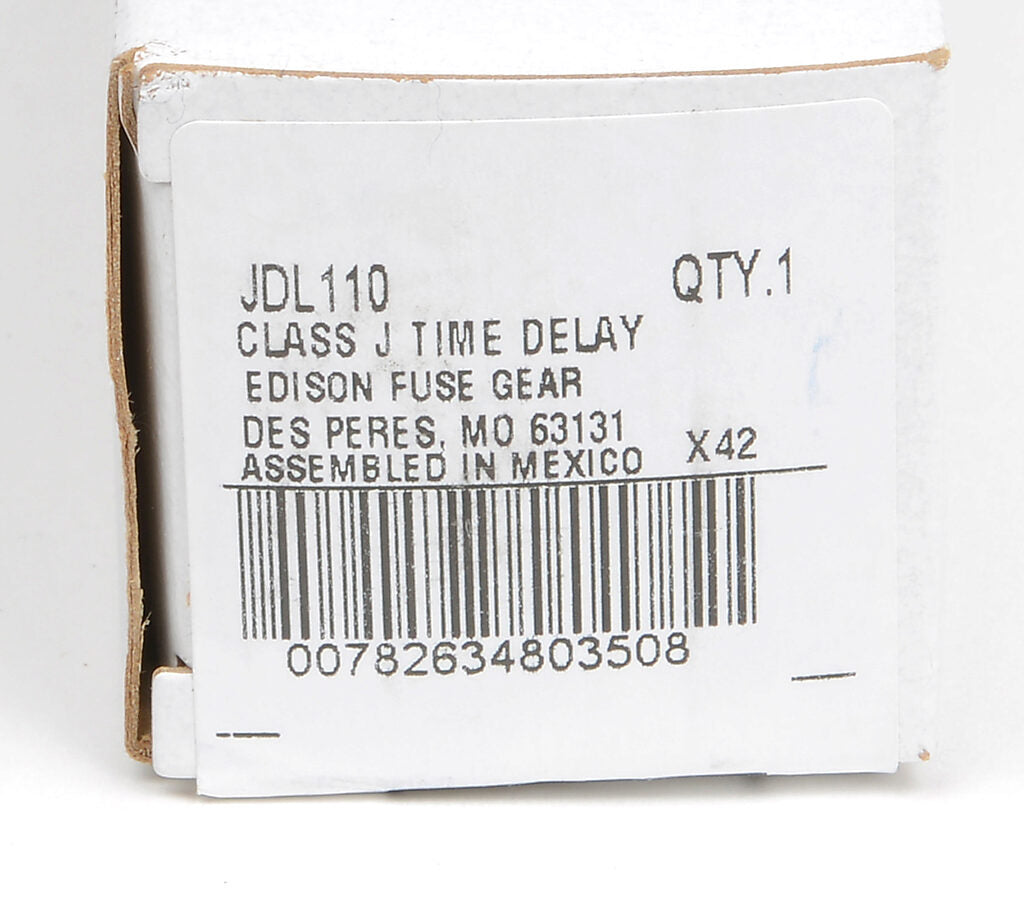 JDL110 QTY.1
CLASS J TIME DELAY
EDISON FUSE GEAR
DES PERES, MO 63131
ASSEMBLED IN MEXICO X42
00782634803508